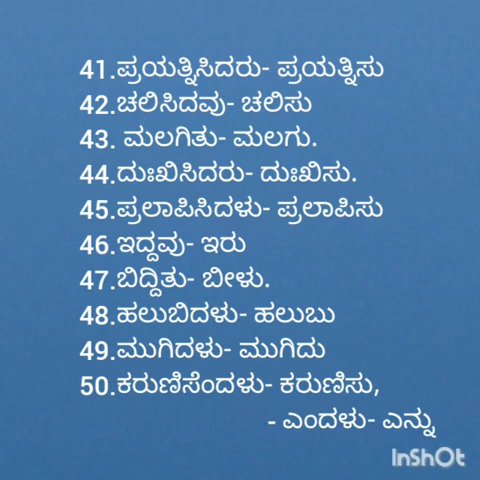 41.ಪ್ರಯತ್ನಿಸಿದರು- ಪ್ರಯತ್ನಿಸು
42.ಚಲಿಸಿದವು- ಚಲಿಸು
43. ಮಲಗಿತು- ಮಲಗು.
44.ದುಃಖಿಸಿದರು- ದುಃಖಿಸು.
45.ಪ್ರಲಾಪಿಸಿದಳು- ಪ್ರಲಾಪಿಸು
46.ಇದ್ದವು- ಇರು
47.ಬಿದ್ದಿತು- ಬೀಳು.
48.ಹಲುಬಿದಳು- ಹಲುಬು
49.ಮುಗಿದಳು- ಮುಗಿದು
50.ಕರುಣಿಸೆಂದಳು- ಕರುಣಿಸು,
- ಎಂದಳು- ಎನ್ನು
InShOt